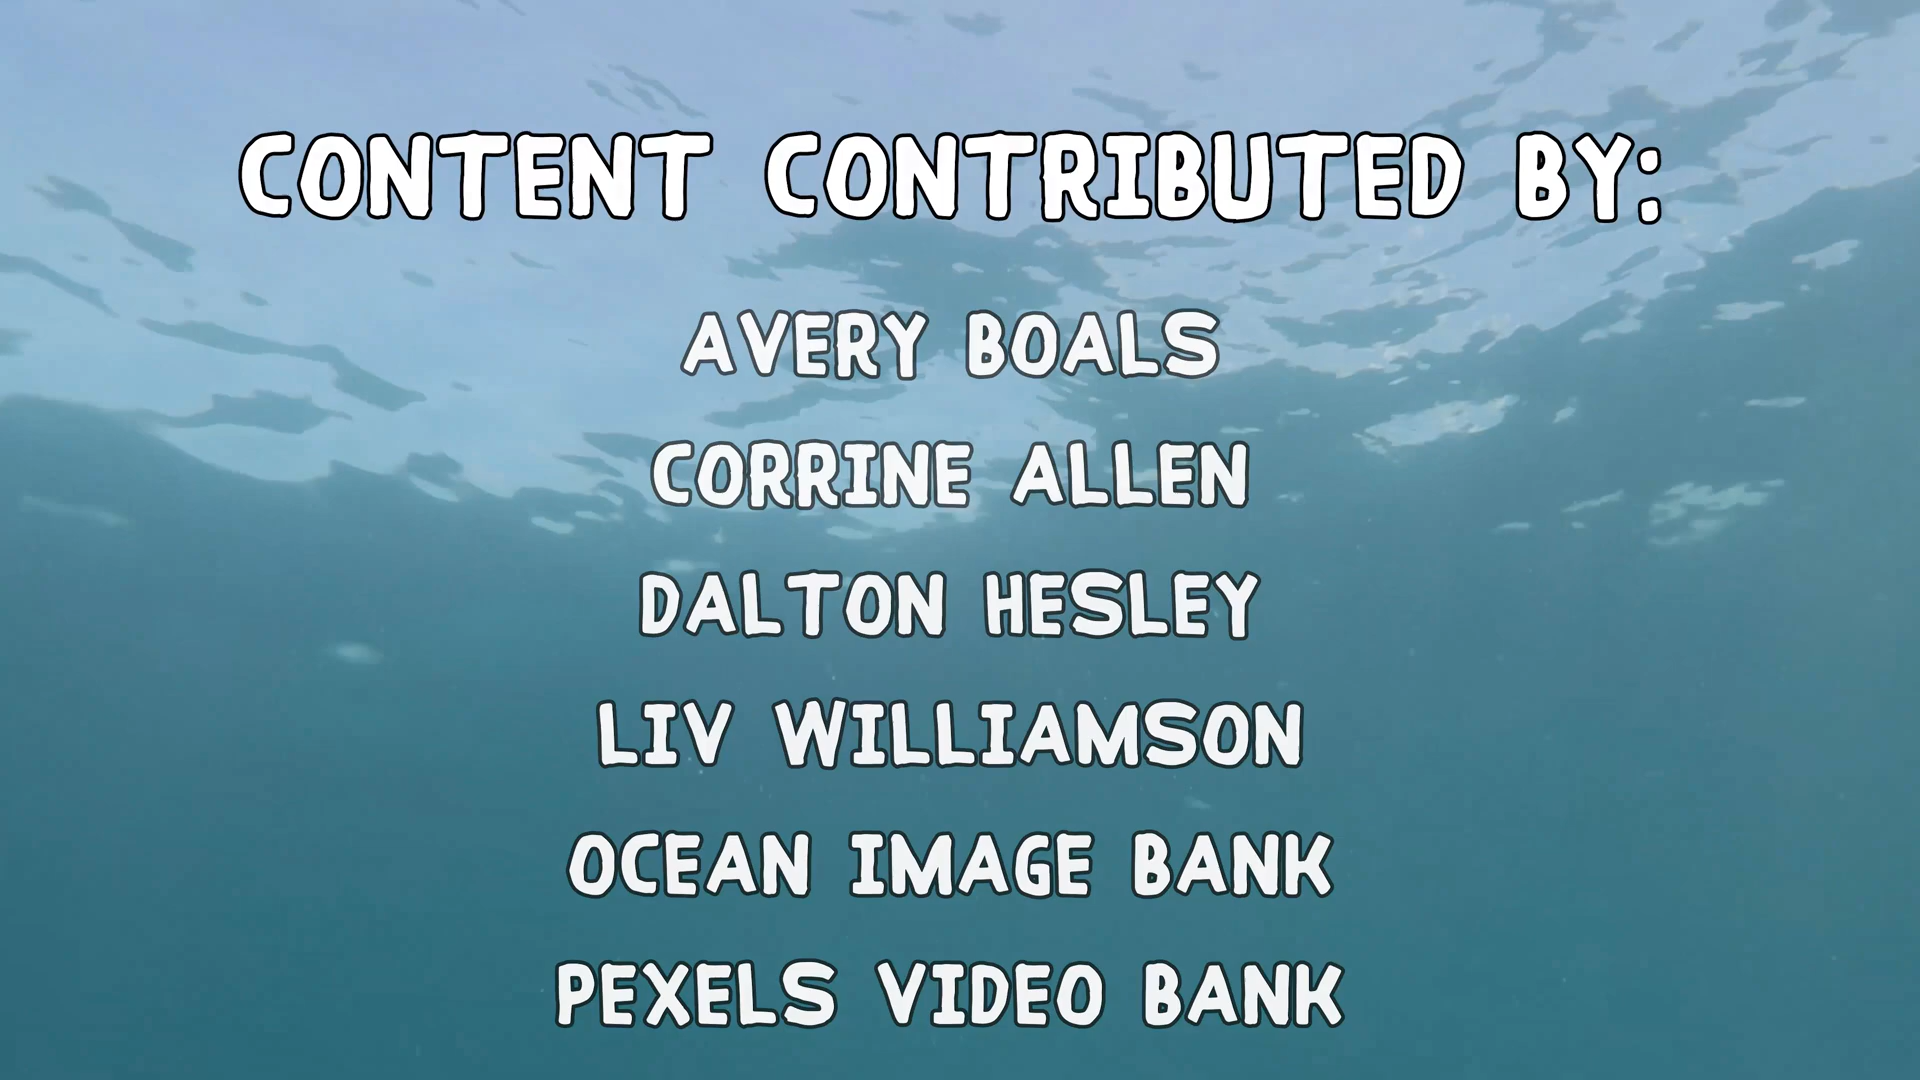 CONTENT CONTRIBUTED BY:
AVERY BOALS
CORRINE ALLEN
DALTON HESLEY
LIV WILLIAMSON
OCEAN IMAGE BANK
PEXELS VIDEO BANK